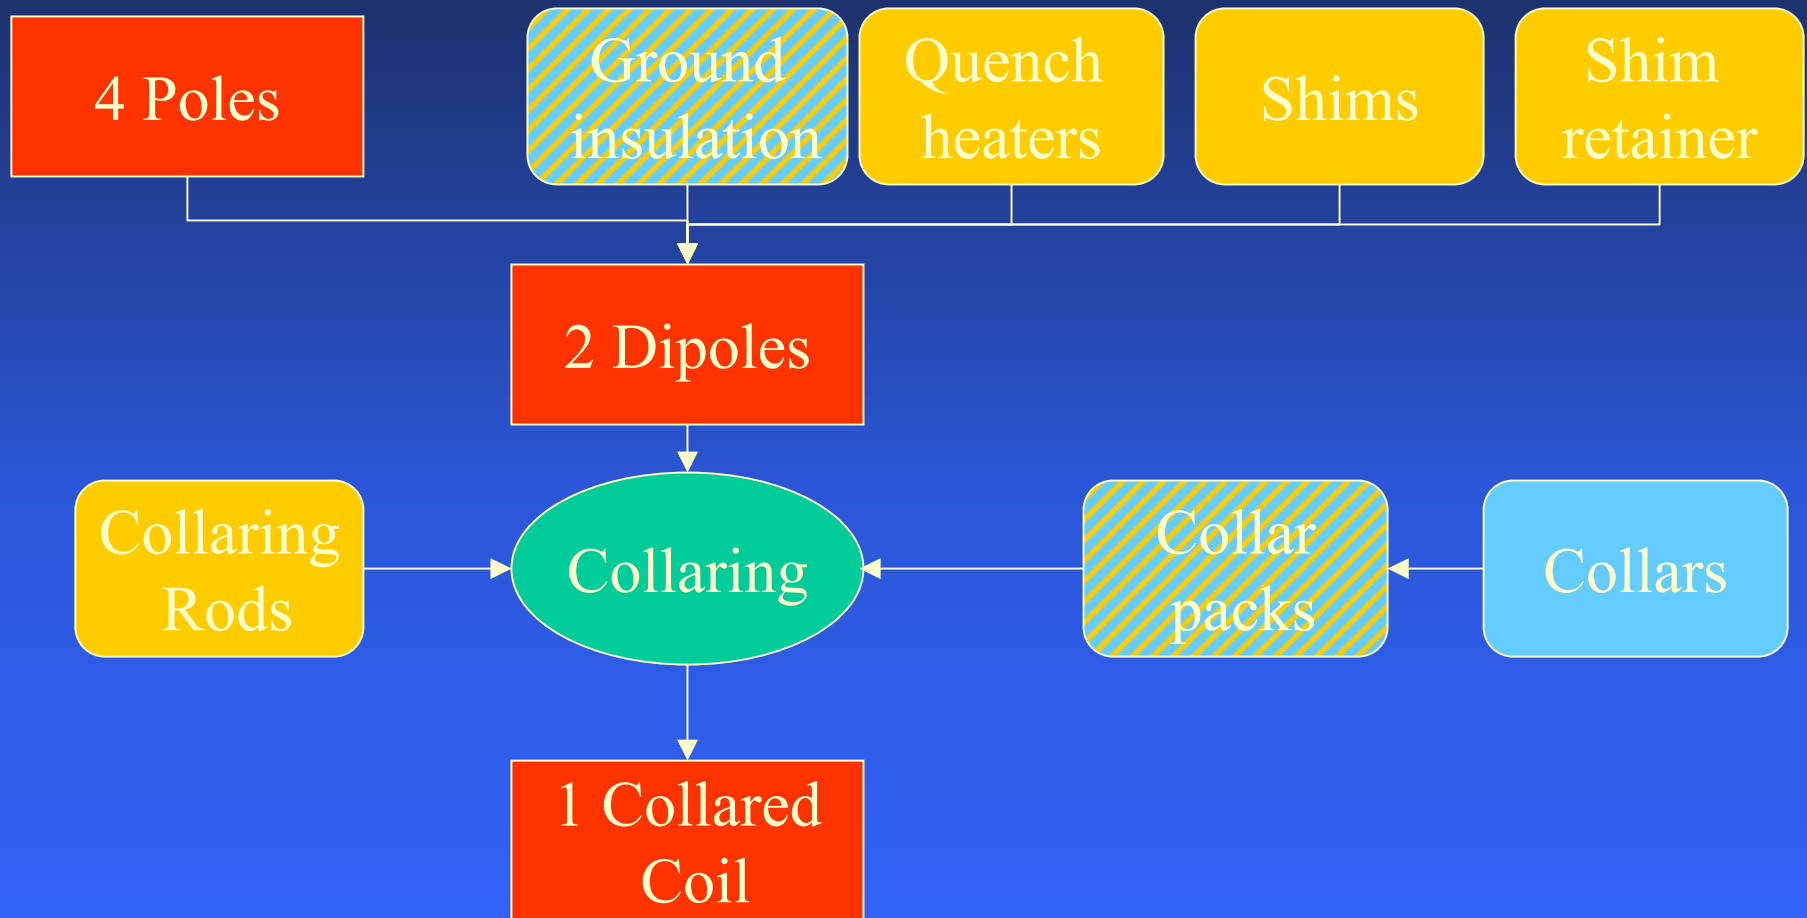 4 Poles
Ground
insulation
Quench
heaters
Shims
Shim
retainer
2 Dipoles
Collaring
Rods
Collaring
Collar
packs
Collars
1 Collared
Coil